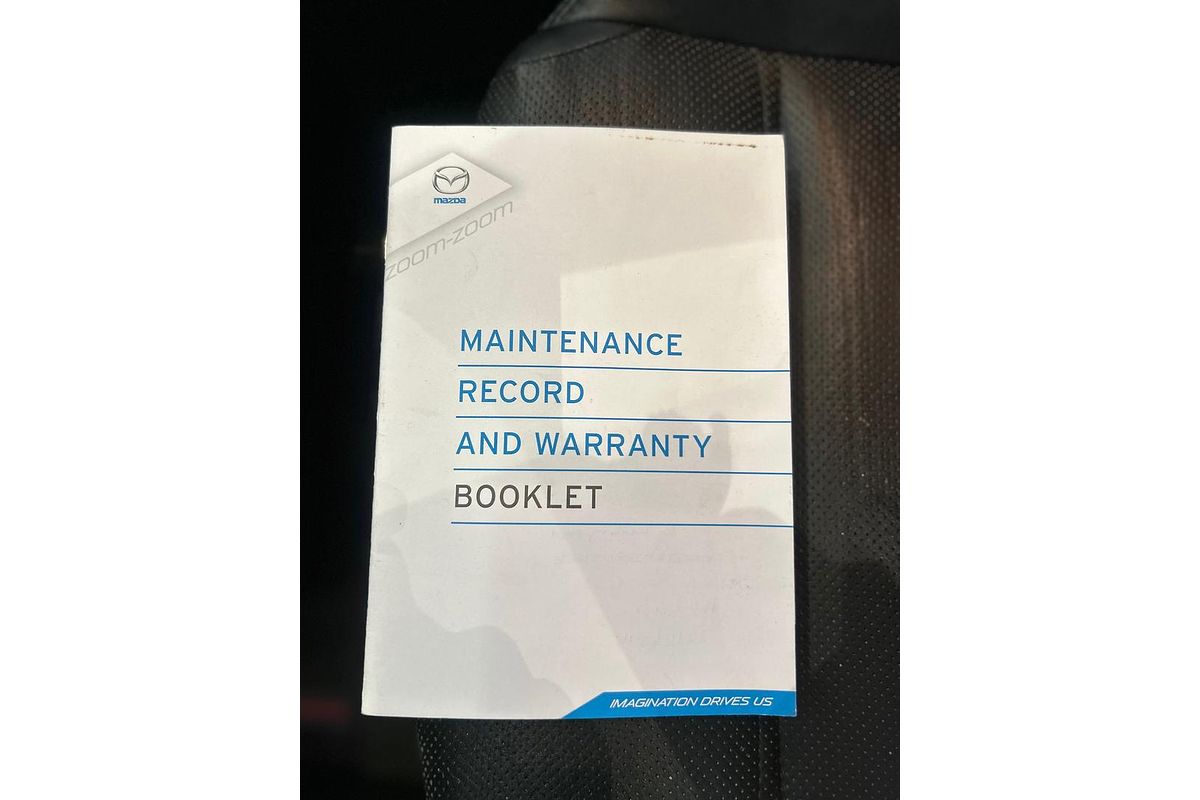 mazda
zoom-zoom
MAINTENANCE
RECORD
AND WARRANTY
BOOKLET
IMAGINATION DRIVES US